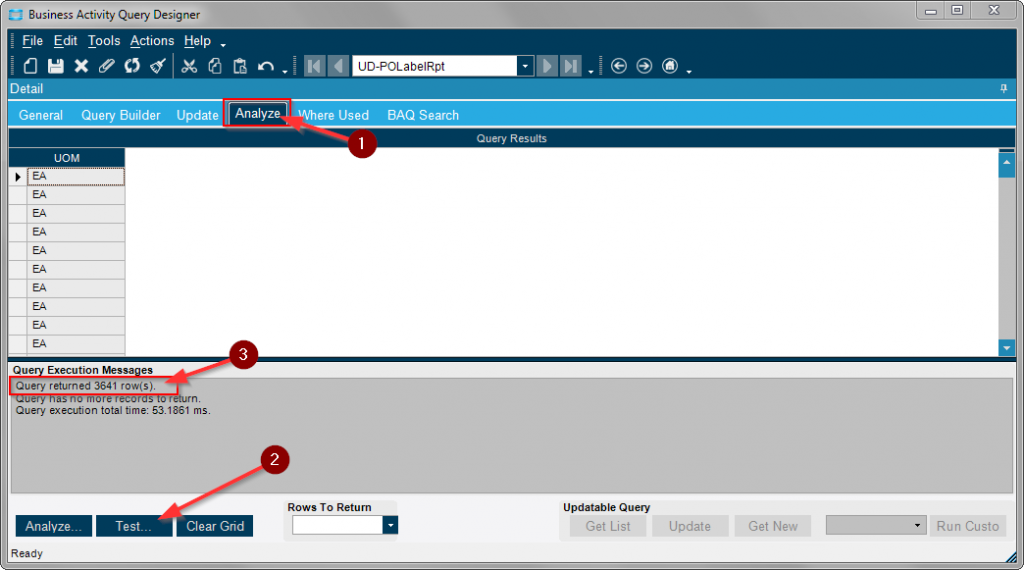 Business Activity Query Designer
File Edit Tools Actions Help
UD-POLabelRpt
Detail
General Query Builder Update Analyze Where Used BAQ Search
1
Query Results
UOM
EA
EA
EA
EA
EA
EA
EA
EA
EA
EA
3
Query Execution Messages
Query returned 3641 row(s).
Query has no more records to return.
Query execution total time: 53.1861 ms.
2
Rows To Return Updatable Query
Analyze... Test... Clear Grid Get List Update Get New Run Custo
Ready